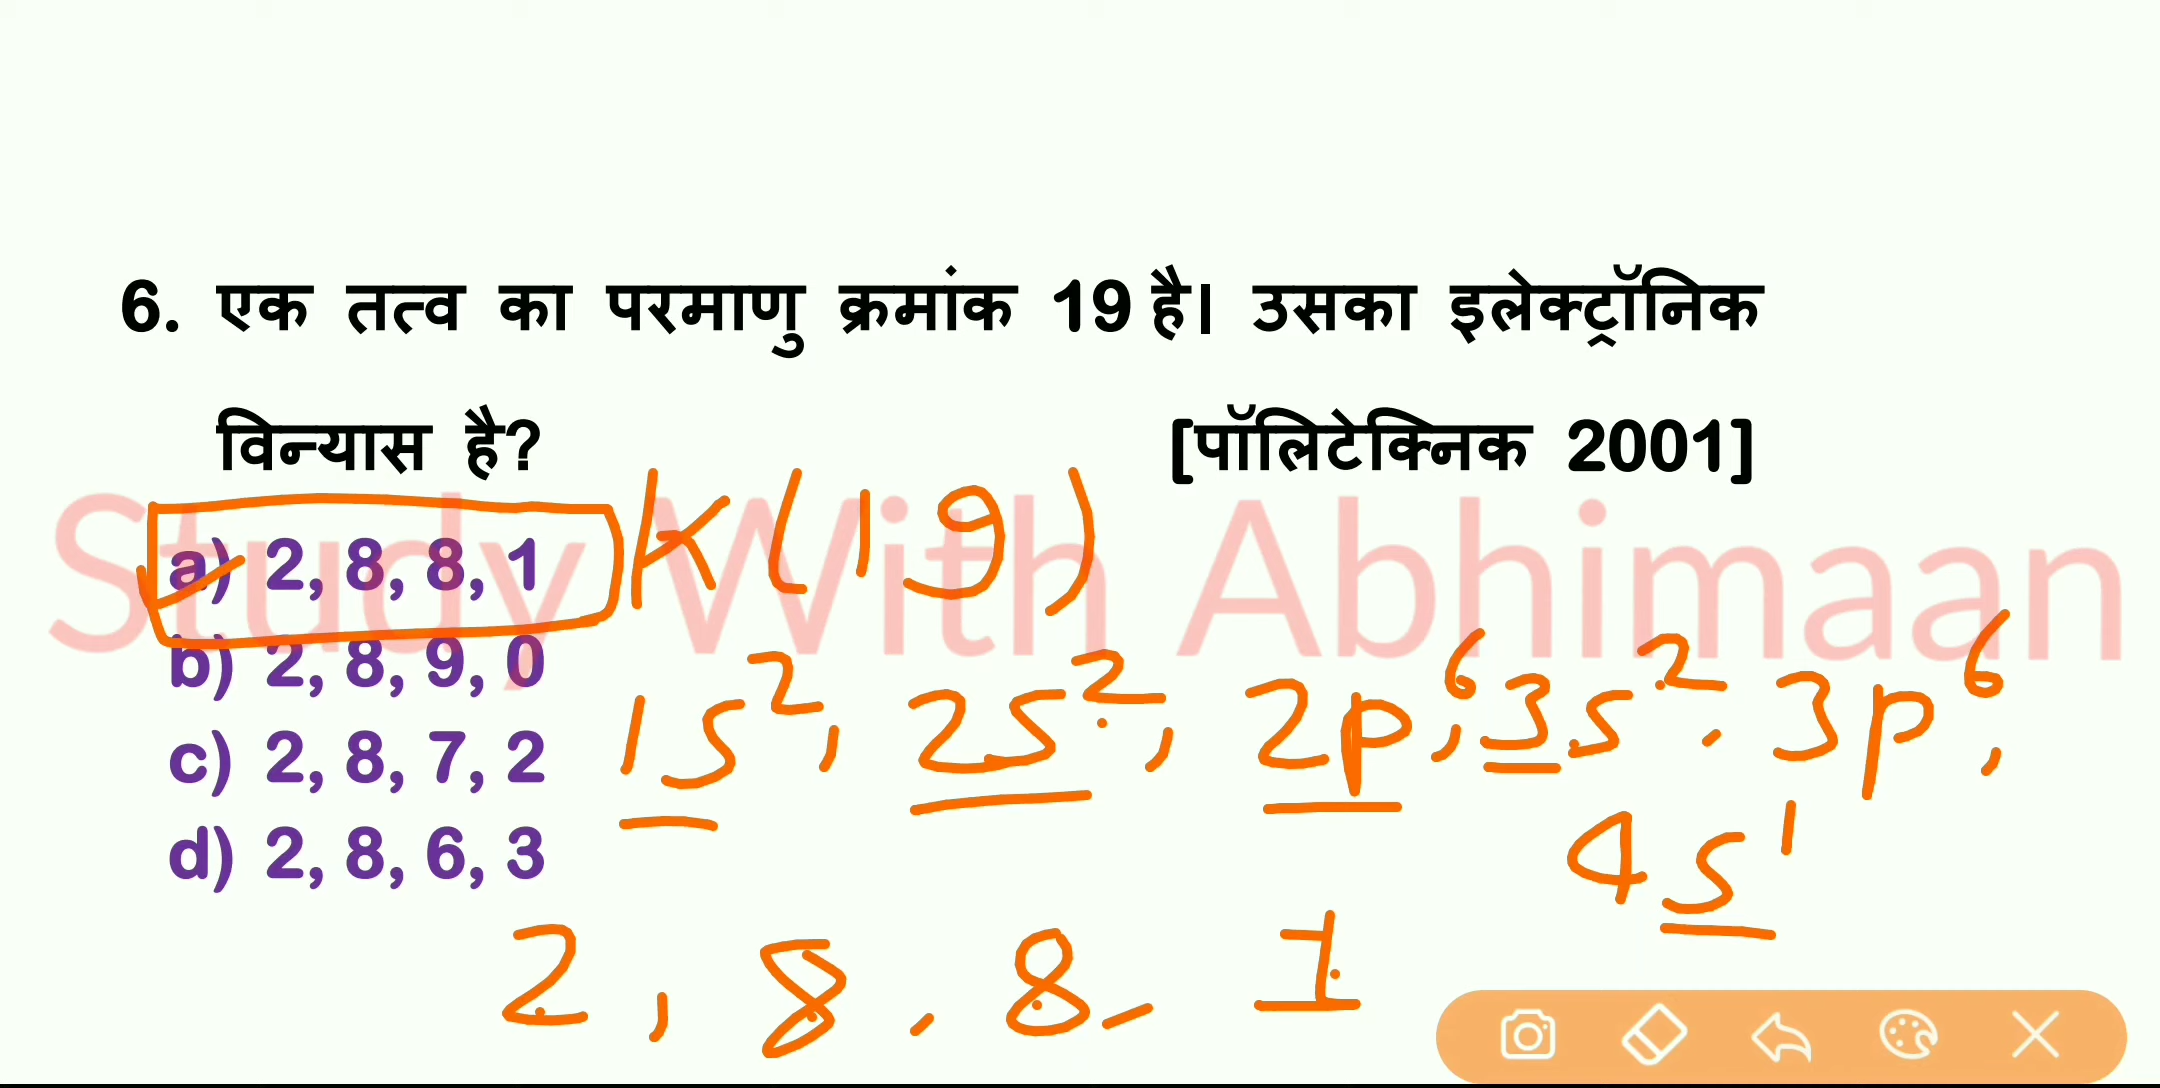 6. एक तत्व का परमाणु क्रमांक 19 है। उसका इलेक्ट्रॉनिक
विन्यास है? [पॉलिटेक्निक 2001]
Study With Abhimaan
a) 2, 8, 8, 1 K(19)
b) 2, 8, 9, 0
c) 2, 8, 7, 2 1s², 2s², 2p⁶, 3s². 3p⁶,
d) 2, 8, 6, 3 4s¹
2, 8. 8 - 1